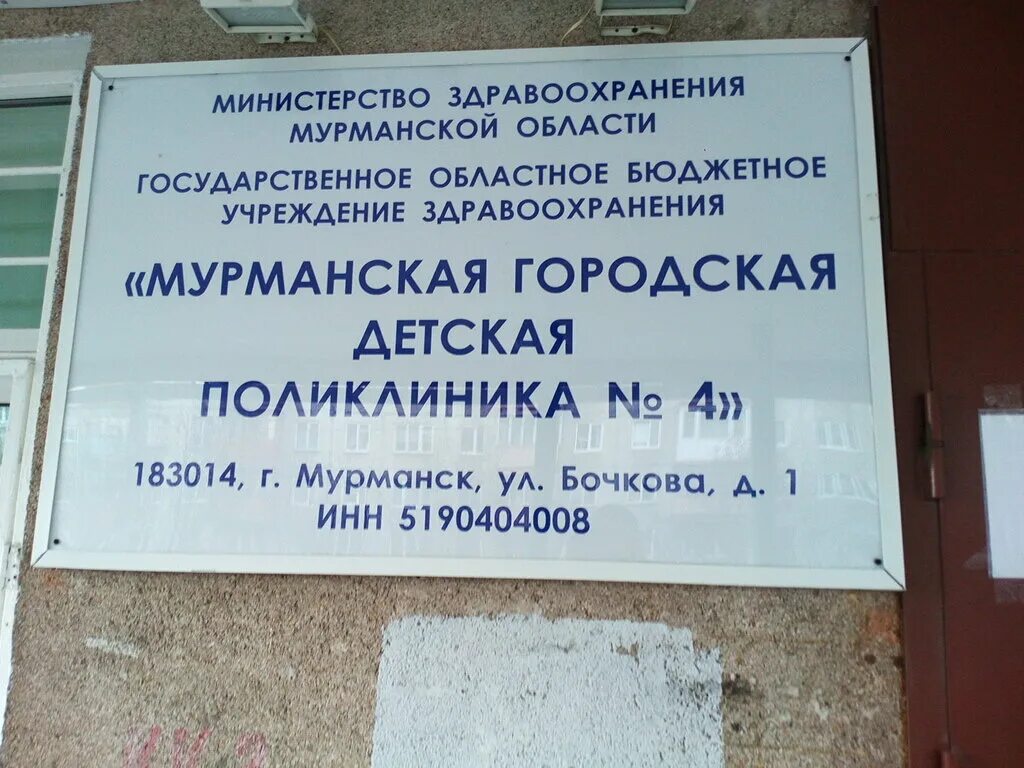 МИНИСТЕРСТВО ЗДРАВООХРАНЕНИЯ
МУРМАНСКОЙ ОБЛАСТИ
ГОСУДАРСТВЕННОЕ ОБЛАСТНОЕ БЮДЖЕТНОЕ
УЧРЕЖДЕНИЕ ЗДРАВООХРАНЕНИЯ
«МУРМАНСКАЯ ГОРОДСКАЯ
ДЕТСКАЯ
ПОЛИКЛИНИКА № 4»
183014, г. Мурманск, ул. Бочкова, д. 1
ИНН 5190404008